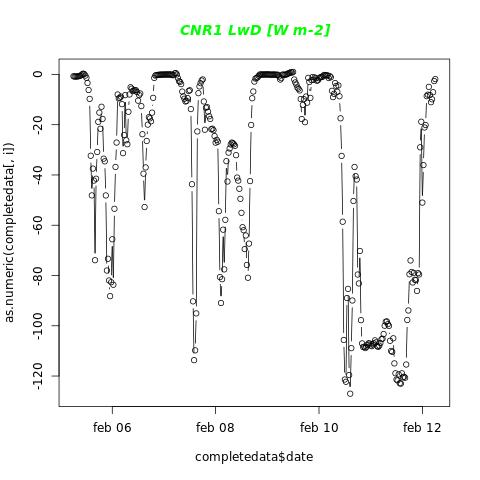 CNR1 LwD [W m-2]
as.numeric(completedata[, i])
0
-20
-40
-60
-80
-100
-120
feb 06 feb 08 feb 10 feb 12
completedata$date